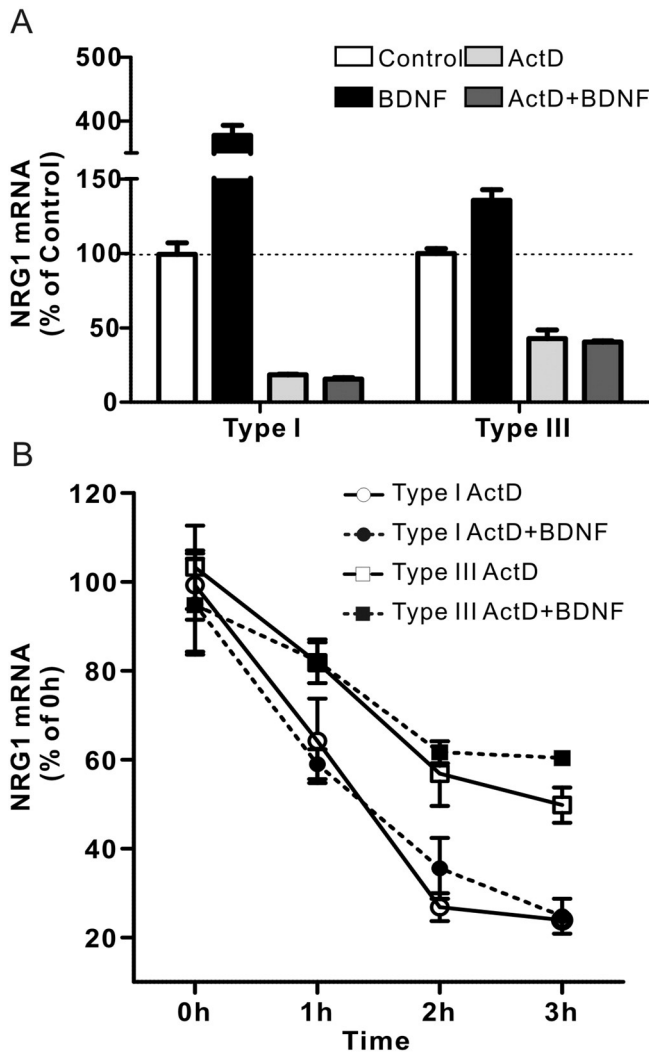 A
Control ActD
BDNF ActD+BDNF
NRG1 mRNA
(% of Control)
500
400
150
100
50
0
Type I Type III
B
Type I ActD
Type I ActD+BDNF
Type III ActD
Type III ActD+BDNF
NRG1 mRNA
(% of 0h)
120
100
80
60
40
20
0h 1h 2h 3h
Time